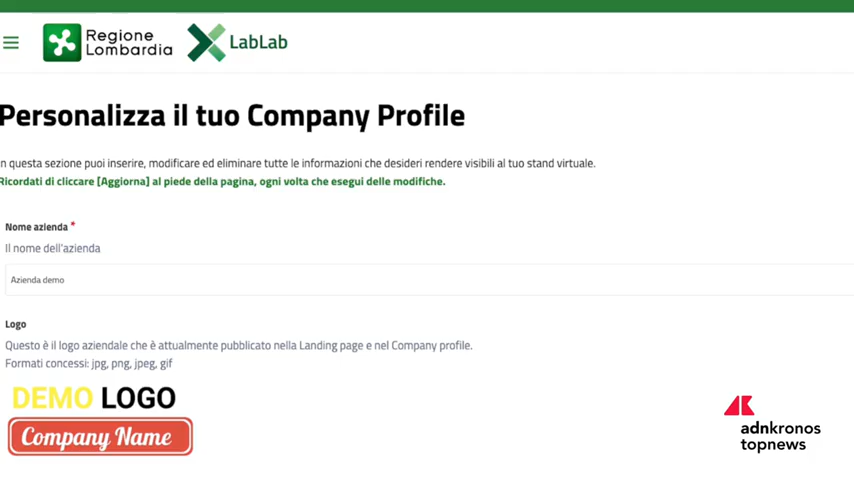 Regione
Lombardia
LabLab
Personalizza il tuo Company Profile
n questa sezione puoi inserire, modificare ed eliminare tutte le informazioni che desideri rendere visibili al tuo stand virtuale.
Ricordati di cliccare [Aggiorna] al piede della pagina, ogni volta che esegui delle modifiche.
Nome azienda *
Il nome dell'azienda
Azienda demo
Logo
Questo è il logo aziendale che è attualmente pubblicato nella Landing page e nel Company profile.
Formati concessi: jpg, png, jpeg, gif
DEMO LOGO
Company Name
adnkronos
topnews